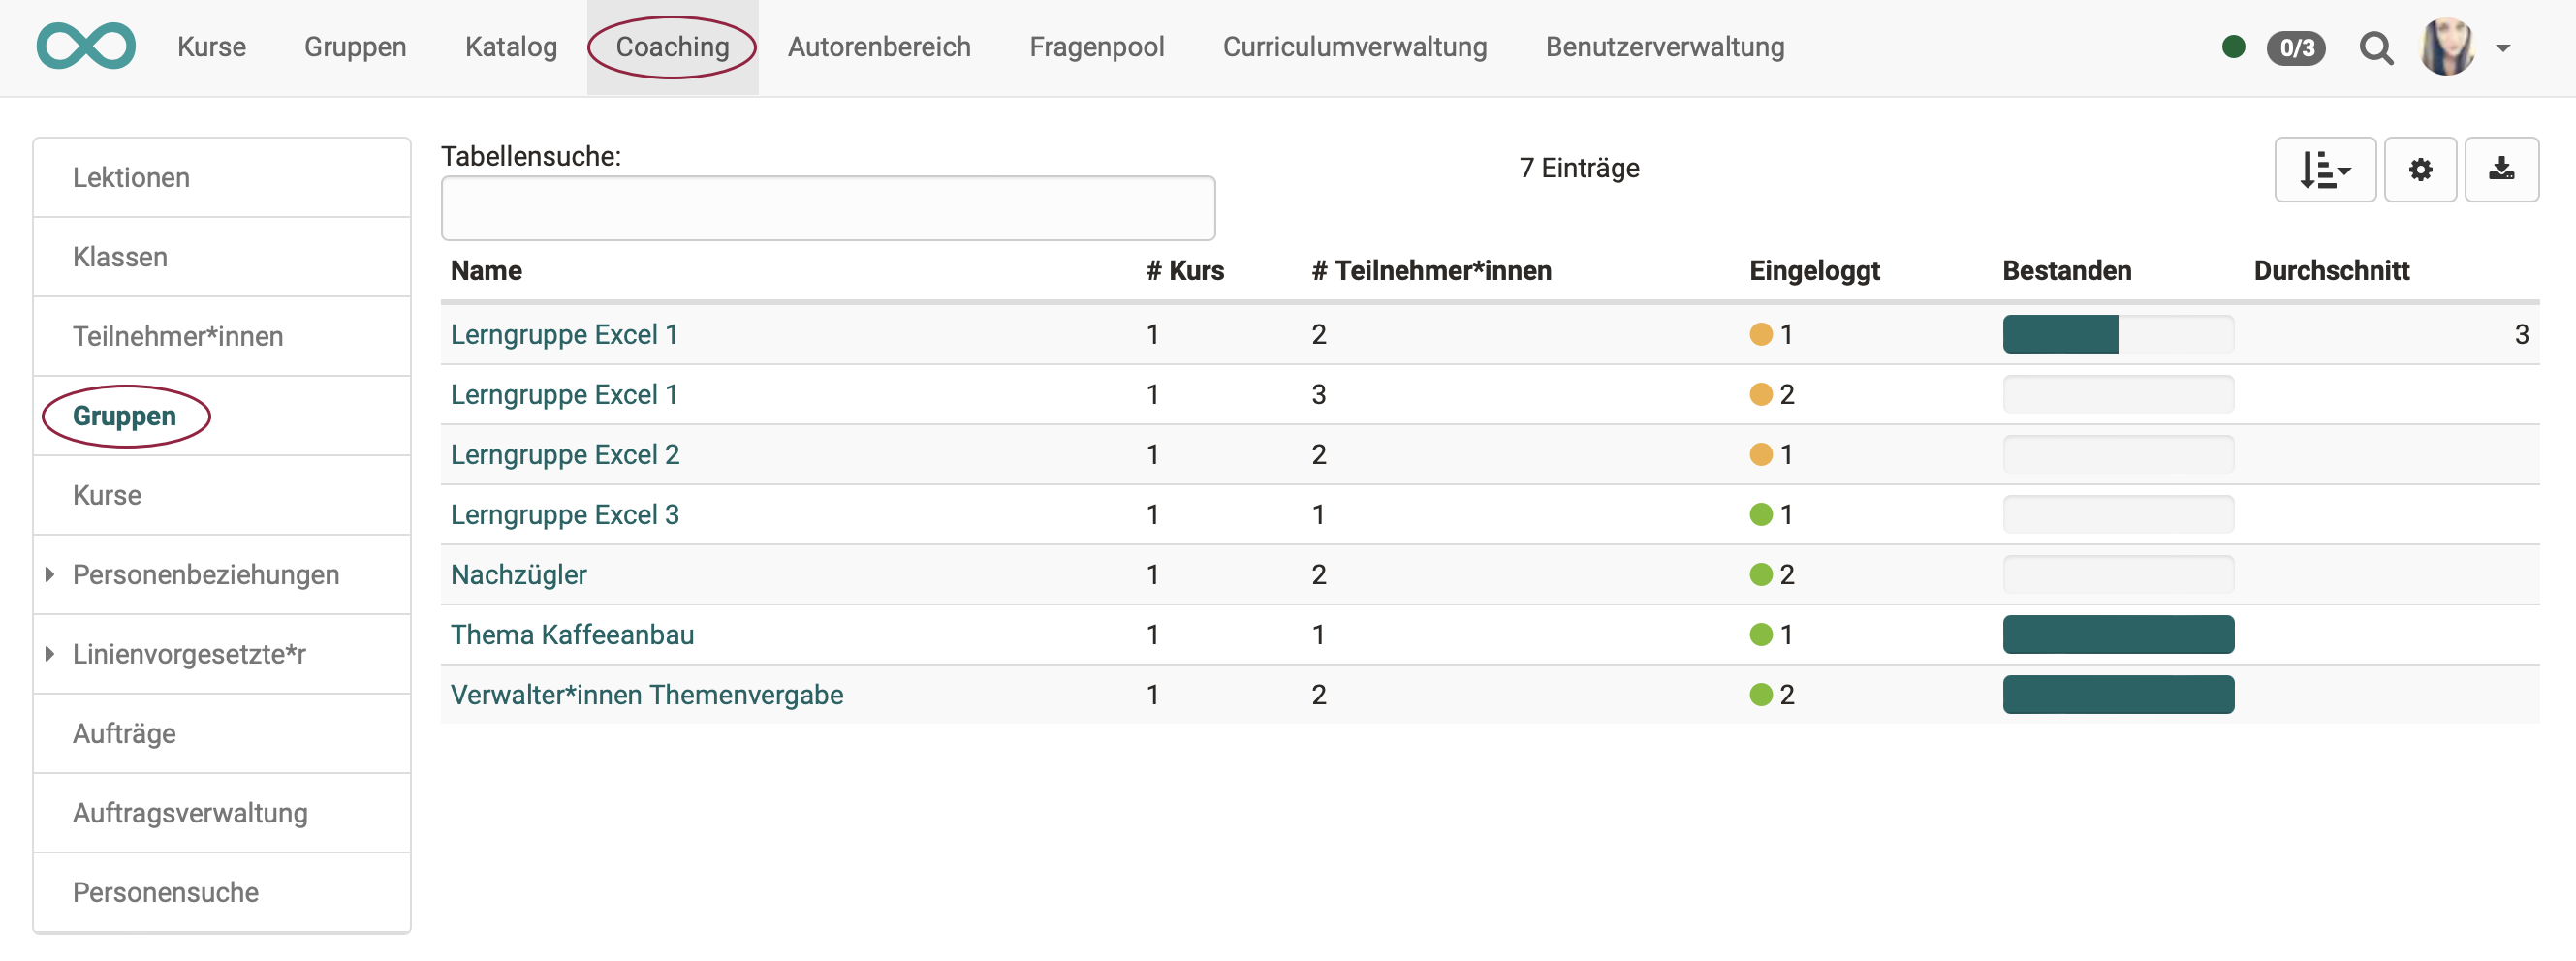 Kurse Gruppen Katalog Coaching Autorenbereich Fragenpool Curriculumverwaltung Benutzerverwaltung 0/3
Lektionen
Klassen
Teilnehmer*innen
Gruppen
Kurse
Personenbeziehungen
Linienvorgesetzte*r
Aufträge
Auftragsverwaltung
Personensuche
Tabellensuche:
7 Einträge
Name # Kurs # Teilnehmer*innen Eingeloggt Bestanden Durchschnitt
Lerngruppe Excel 1 1 2 1 3
Lerngruppe Excel 1 1 3 2
Lerngruppe Excel 2 1 2 1
Lerngruppe Excel 3 1 1 1
Nachzügler 1 2 2
Thema Kaffeeanbau 1 1 1
Verwalter*innen Themenvergabe 1 2 2